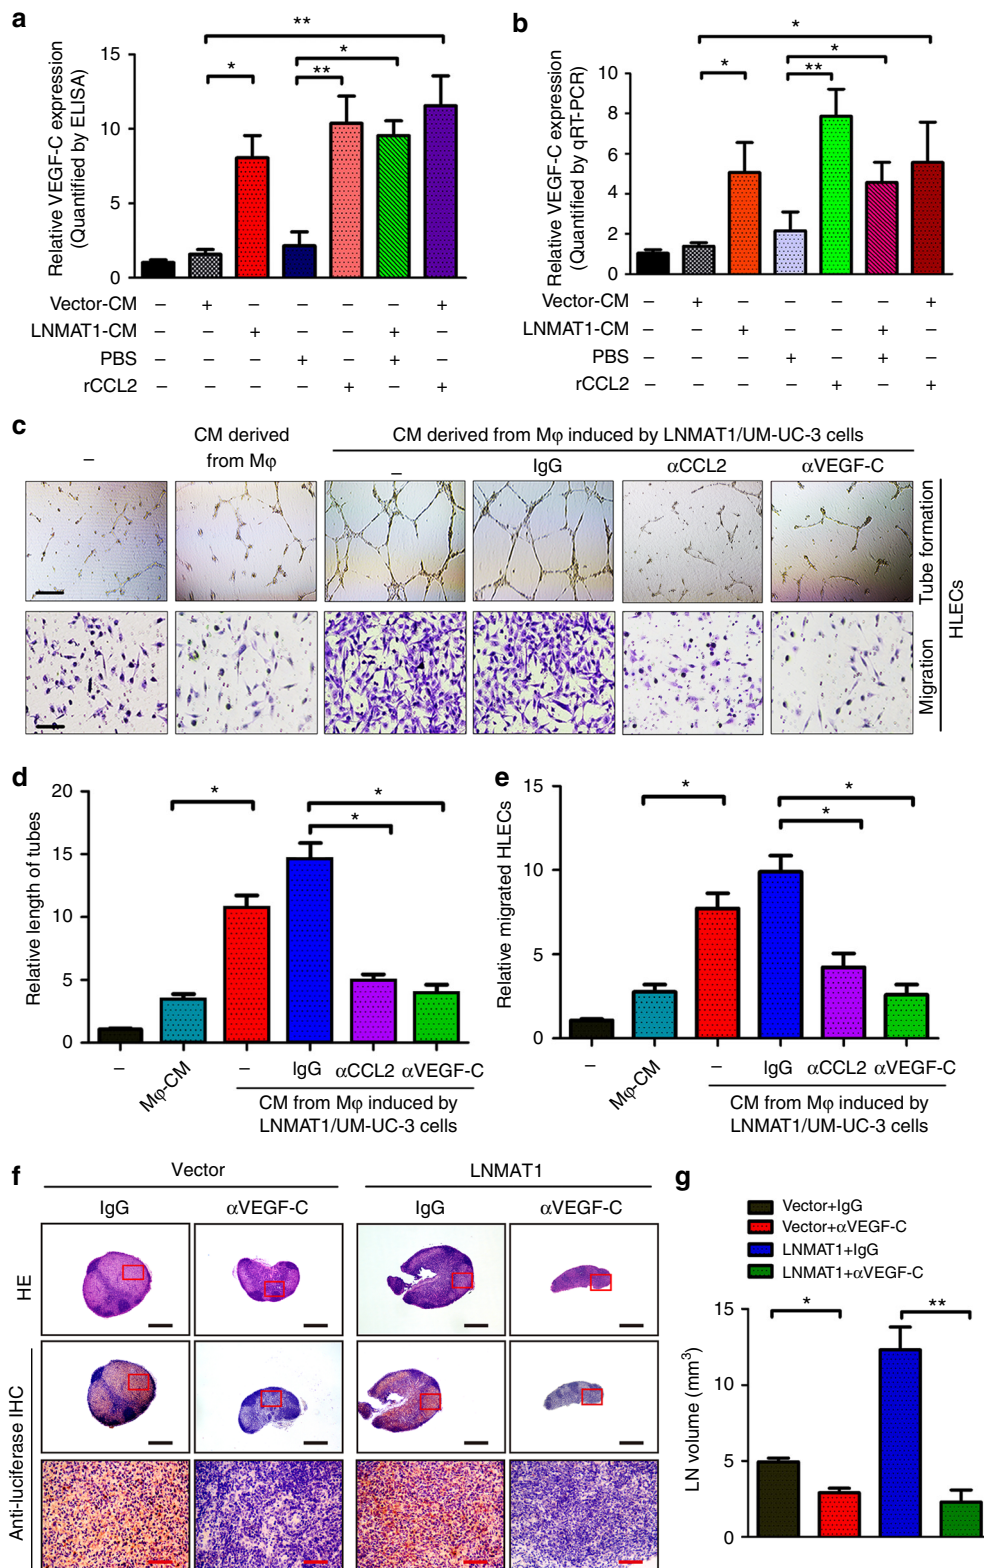 a
**
*
*
**
Relative VEGF-C expression
(Quantified by ELISA)
15
10
5
0
Vector-CM – + – – – – +
LNMAT1-CM – – + – – + –
PBS – – – + – + –
rCCL2 – – – – + – +
b
*
*
*
**
Relative VEGF-C expression
(Quantified by qRT-PCR)
10
8
6
4
2
0
Vector-CM – + – – – – +
LNMAT1-CM – – + – – + –
PBS – – – + – + –
rCCL2 – – – – + – +
c
–
CM derived
from Mφ
CM derived from Mφ induced by LNMAT1/UM-UC-3 cells
– IgG αCCL2 αVEGF-C
Tube formation
Migration
HLECs
d
*
*
*
Relative length of tubes
20
15
10
5
0
– Mφ-CM – IgG αCCL2 αVEGF-C
CM from Mφ induced by
LNMAT1/UM-UC-3 cells
e
*
*
*
Relative migrated HLECs
15
10
5
0
– Mφ-CM – IgG αCCL2 αVEGF-C
CM from Mφ induced by
LNMAT1/UM-UC-3 cells
f
Vector LNMAT1
IgG αVEGF-C IgG αVEGF-C
HE
Anti-luciferase IHC
g
Vector+IgG
Vector+αVEGF-C
LNMAT1+IgG
LNMAT1+αVEGF-C
* **
LN volume (mm³)
15
10
5
0